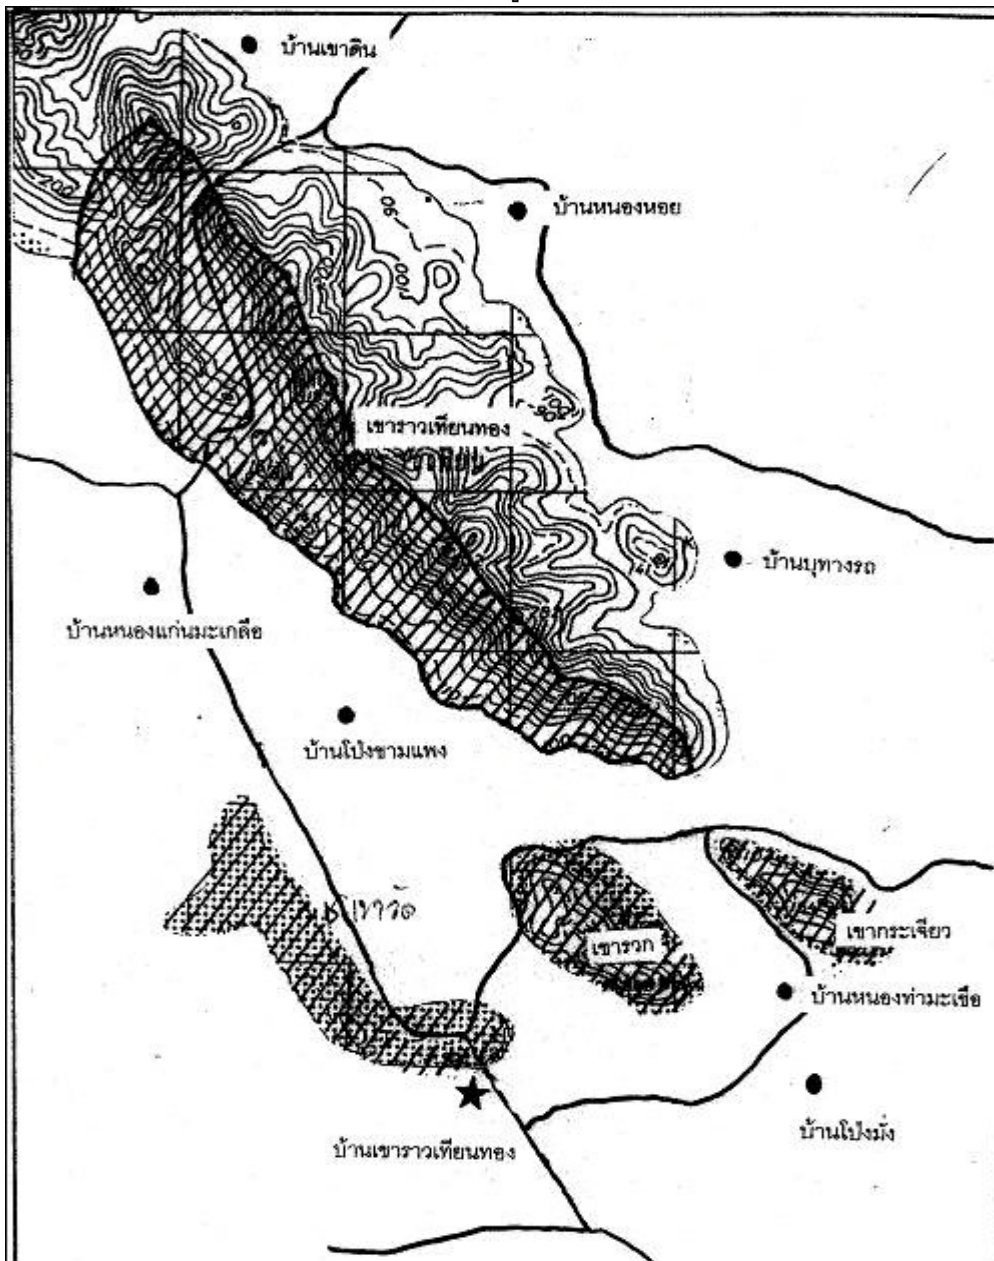 บ้านเขาดิน
บ้านหนองหอย
200
90
100
100
เขาราวเทียนทอง
บ้านบุทางรถ
141
บ้านหนองแก่นมะเกลือ
บ้านโป่งขามแพง
เขาวัด
เขารวก
เขากระเจียว
บ้านหนองท่ามะเขือ
บ้านโป่งมั่ง
บ้านเขาราวเทียนทอง